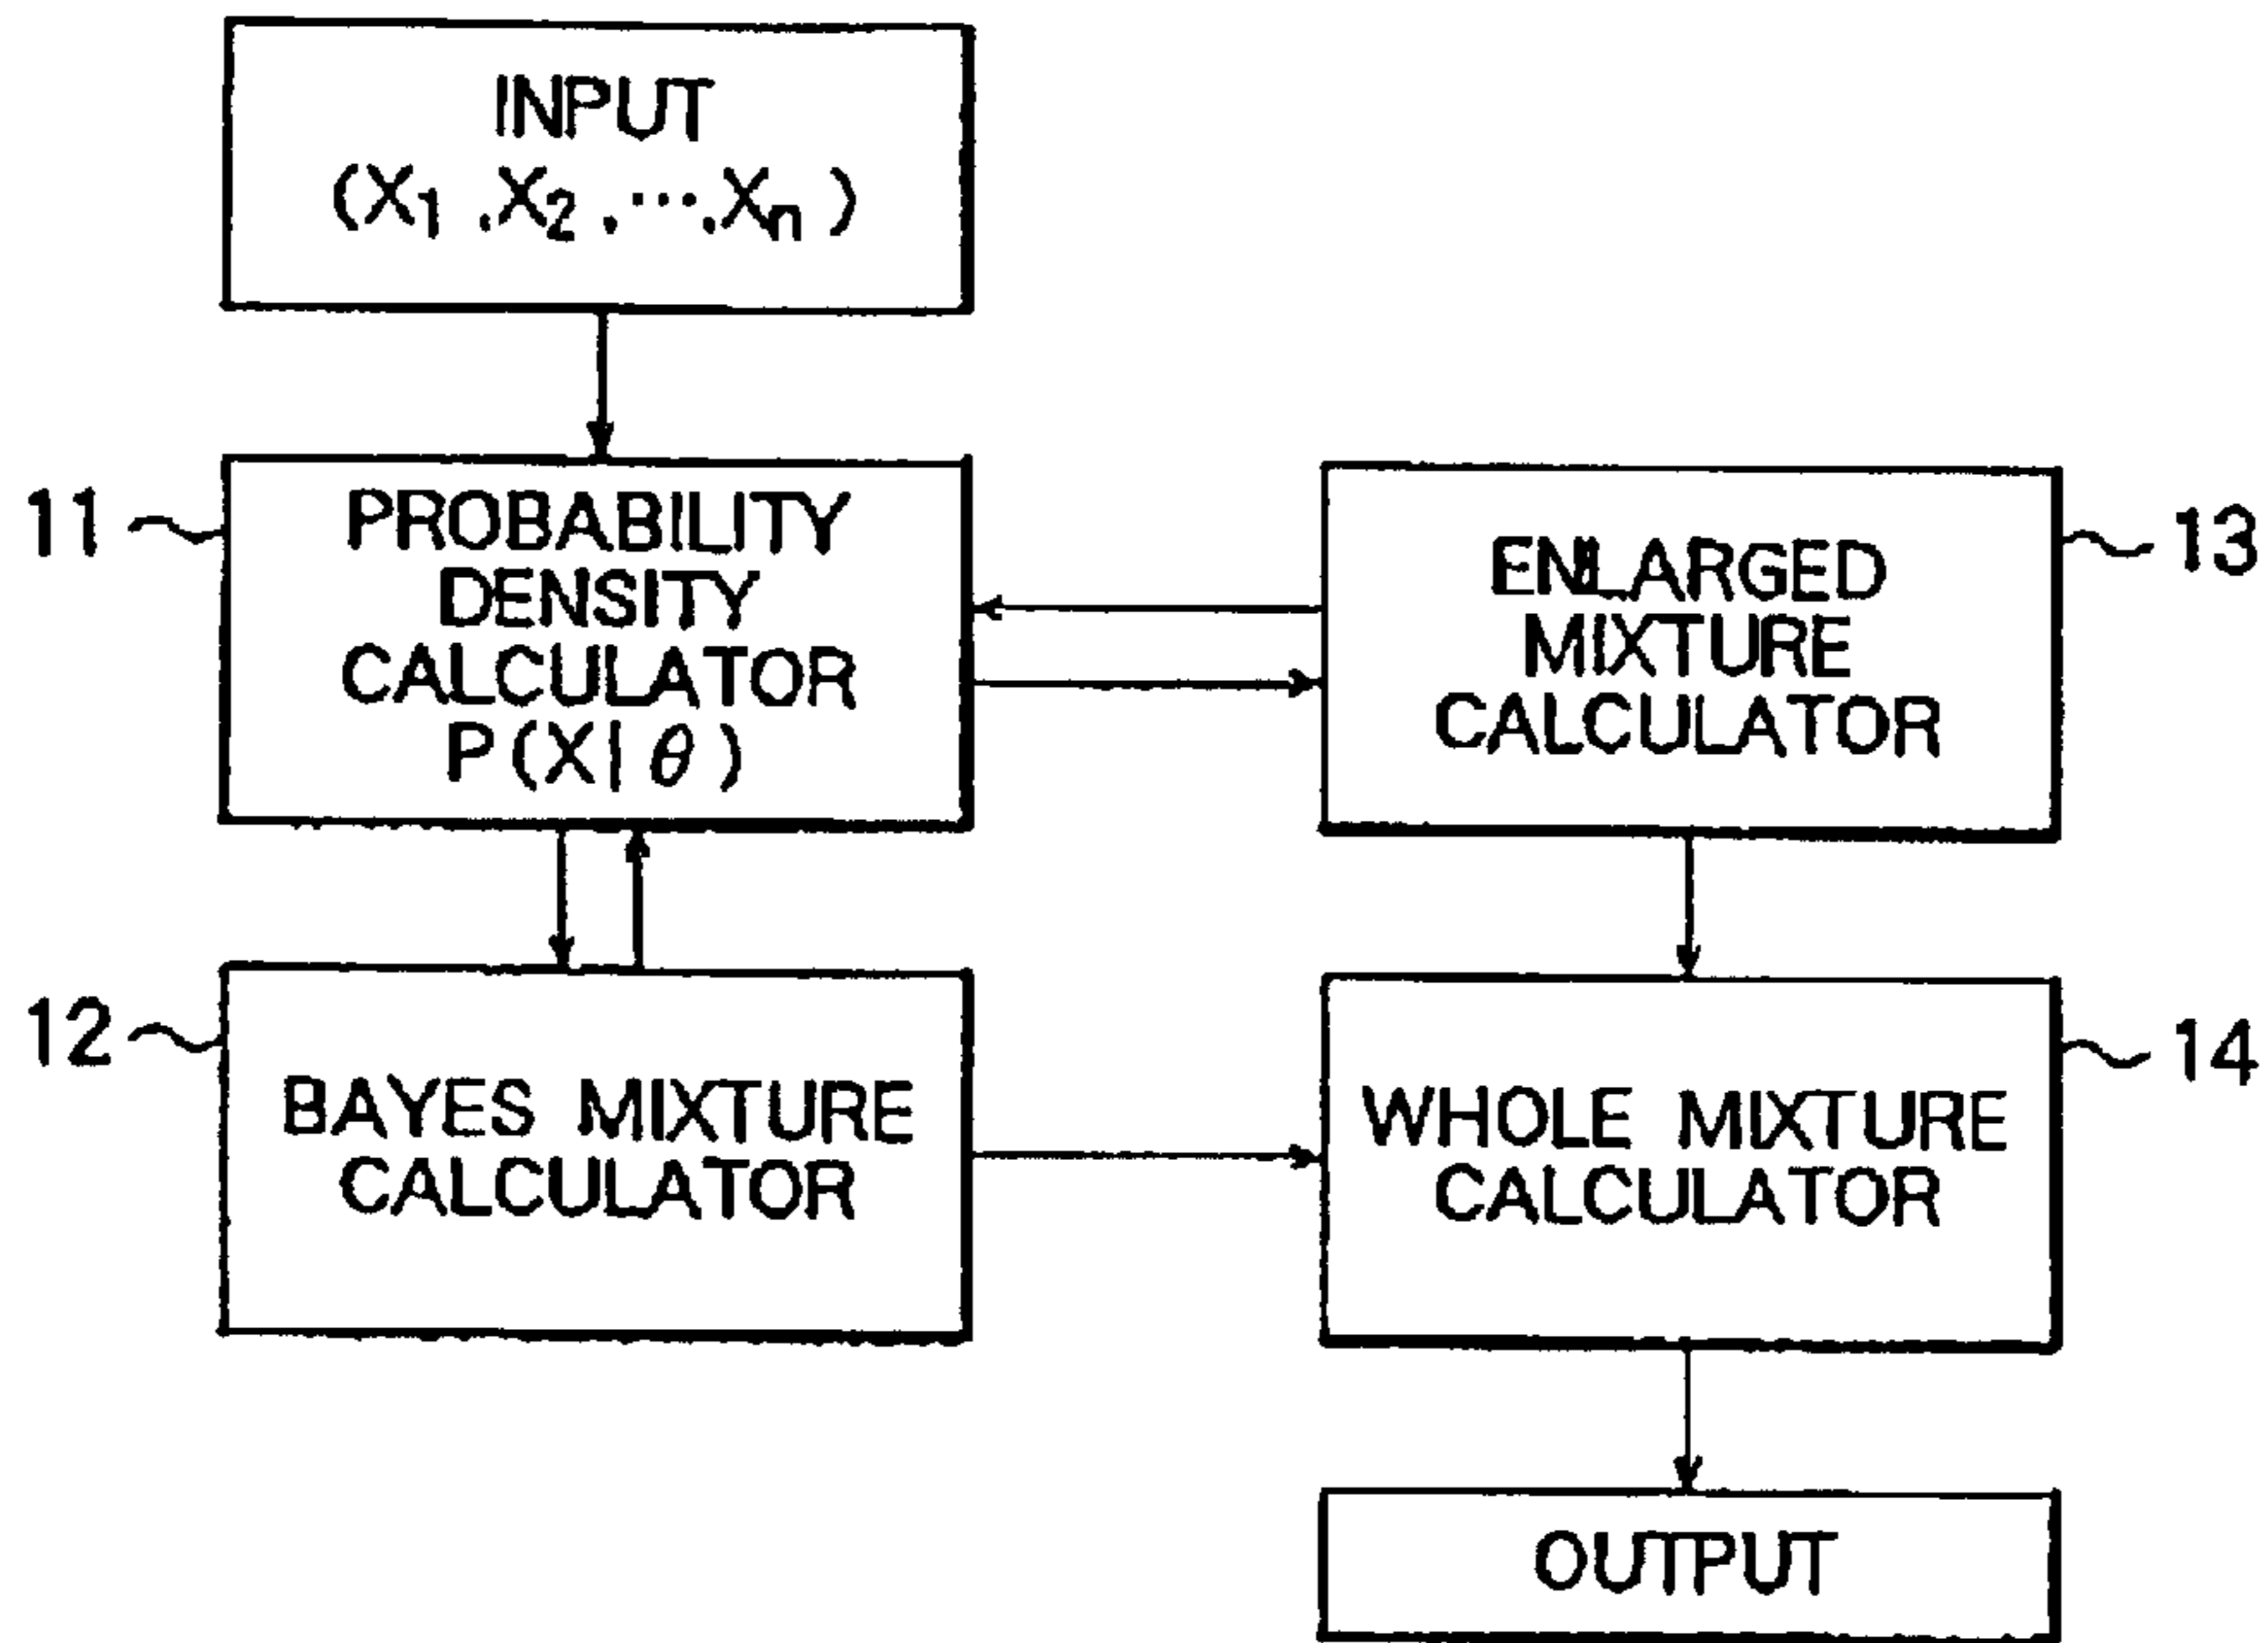 INPUT
(X1 ,X2 ,...,Xn )
11
PROBABILITY
DENSITY
CALCULATOR
P(X|θ)
13
ENLARGED
MIXTURE
CALCULATOR
12
BAYES MIXTURE
CALCULATOR
14
WHOLE MIXTURE
CALCULATOR
OUTPUT